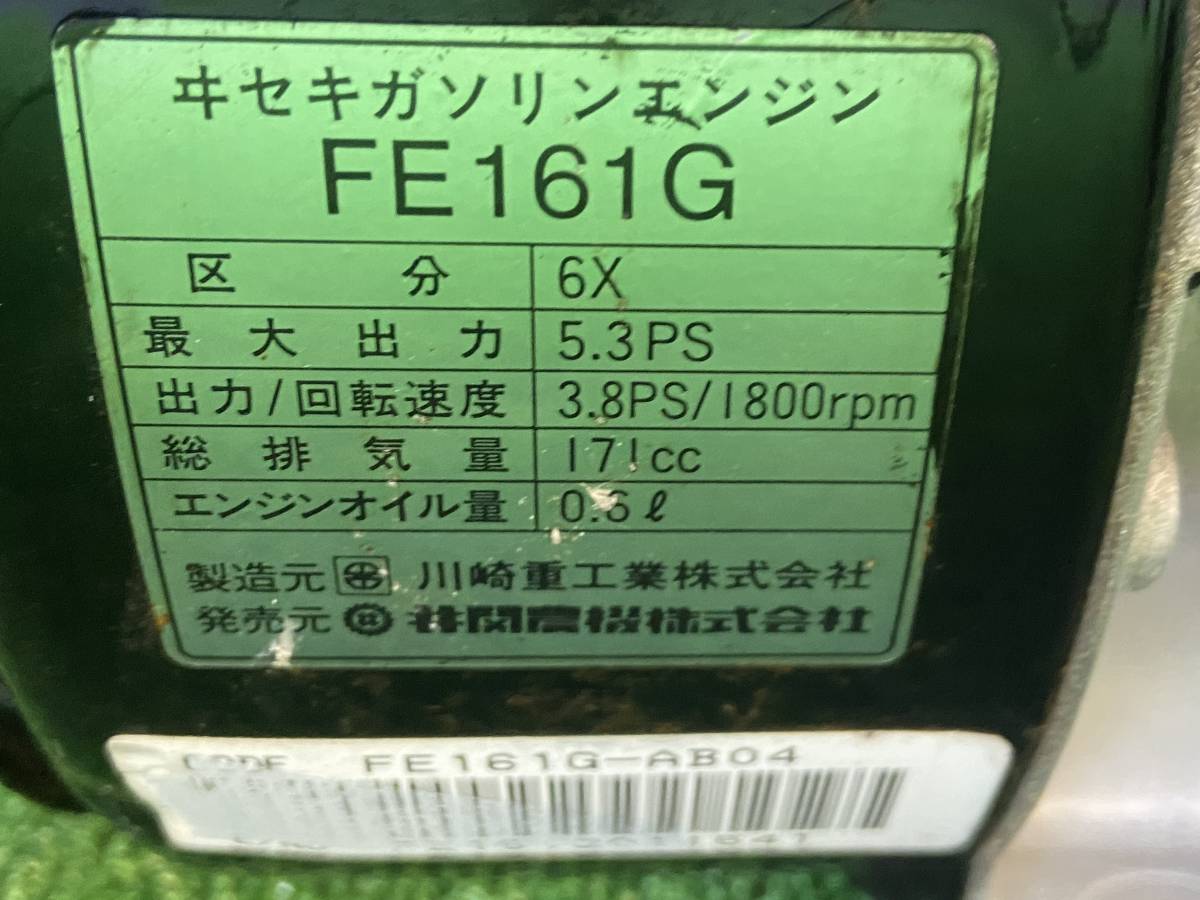 ヰセキガソリンエンジン
FE161G
区分 6X
最大出力 5.3PS
出力/回転速度 3.8PS/1800rpm
総排気量 171cc
エンジンオイル量 0.6ℓ
製造元 川崎重工業株式会社
発売元 井関農機株式会社
CODE FE161G-AB04